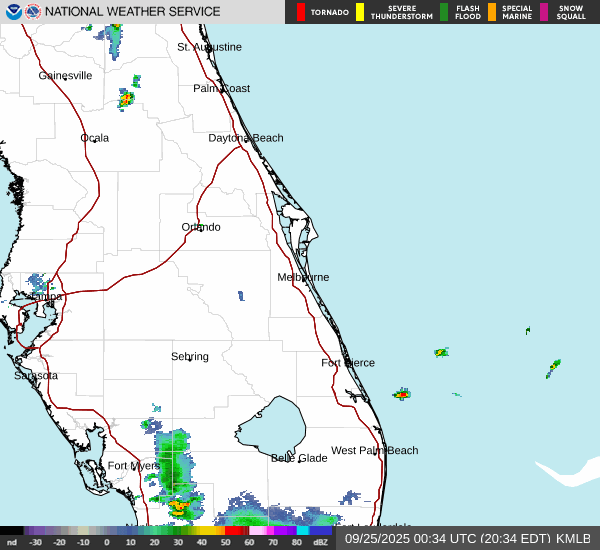 NATIONAL WEATHER SERVICE
TORNADO
SEVERE
THUNDERSTORM
FLASH
FLOOD
SPECIAL
MARINE
SNOW
SQUALL
St. Augustine
Gainesville
Palm Coast
Ocala
Daytona Beach
Orlando
Melbourne
Tampa
Sebring
Fort Pierce
Sarasota
West Palm Beach
Belle Glade
Fort Myers
nd -30 -20 -10 0 10 20 30 40 50 60 70 80 dBZ
09/25/2025 00:34 UTC (20:34 EDT) KMLB